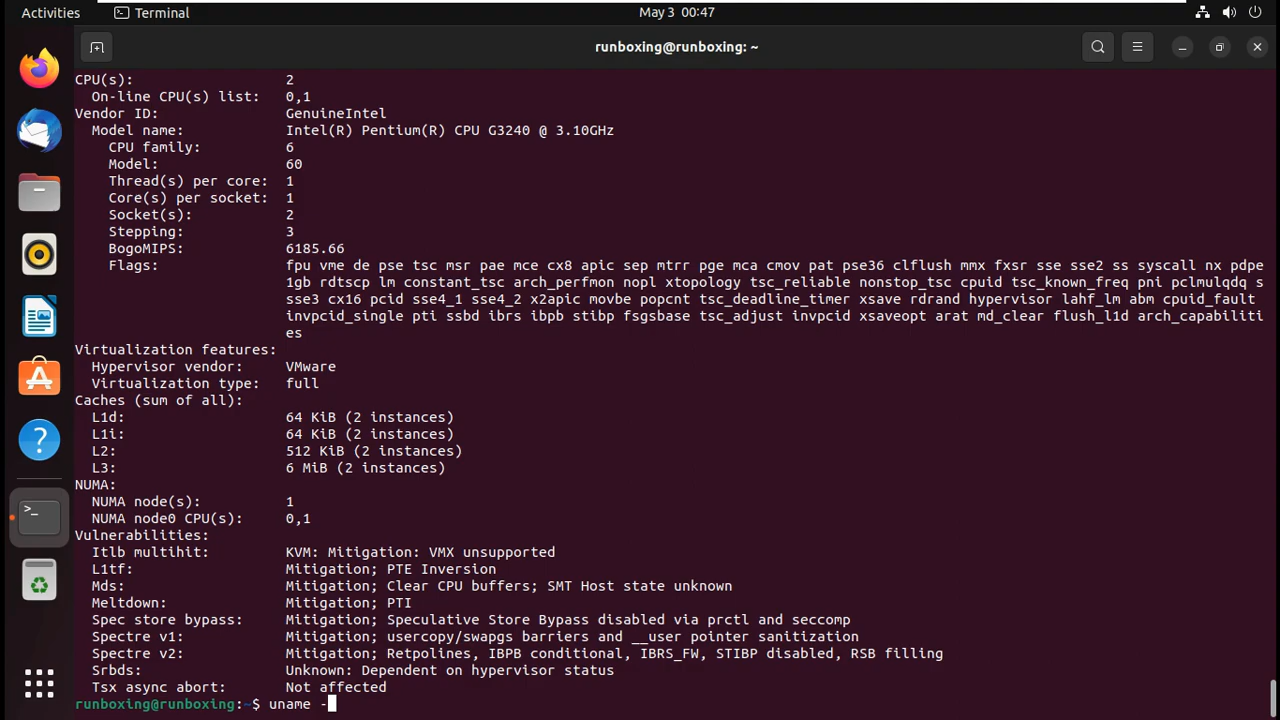 Activities Terminal May 3 00:47
runboxing@runboxing: ~
CPU(s): 2
On-line CPU(s) list: 0,1
Vendor ID: GenuineIntel
Model name: Intel(R) Pentium(R) CPU G3240 @ 3.10GHz
CPU family: 6
Model: 60
Thread(s) per core: 1
Core(s) per socket: 1
Socket(s): 2
Stepping: 3
BogoMIPS: 6185.66
Flags: fpu vme de pse tsc msr pae mce cx8 apic sep mtrr pge mca cmov pat pse36 clflush mmx fxsr sse sse2 ss syscall nx pdpe
1gb rdtscp lm constant_tsc arch_perfmon nopl xtopology tsc_reliable nonstop_tsc cpuid tsc_known_freq pni pclmulqdq s
sse3 cx16 pcid sse4_1 sse4_2 x2apic movbe popcnt tsc_deadline_timer xsave rdrand hypervisor lahf_lm abm cpuid_fault
invpcid_single pti ssbd ibrs ibpb stibp fsgsbase tsc_adjust invpcid xsaveopt arat md_clear flush_l1d arch_capabiliti
es
Virtualization features:
Hypervisor vendor: VMware
Virtualization type: full
Caches (sum of all):
L1d: 64 KiB (2 instances)
L1i: 64 KiB (2 instances)
L2: 512 KiB (2 instances)
L3: 6 MiB (2 instances)
NUMA:
NUMA node(s): 1
NUMA node0 CPU(s): 0,1
Vulnerabilities:
Itlb multihit: KVM: Mitigation: VMX unsupported
L1tf: Mitigation; PTE Inversion
Mds: Mitigation; Clear CPU buffers; SMT Host state unknown
Meltdown: Mitigation; PTI
Spec store bypass: Mitigation; Speculative Store Bypass disabled via prctl and seccomp
Spectre v1: Mitigation; usercopy/swapgs barriers and __user pointer sanitization
Spectre v2: Mitigation; Retpolines, IBPB conditional, IBRS_FW, STIBP disabled, RSB filling
Srbds: Unknown: Dependent on hypervisor status
Tsx async abort: Not affected
runboxing@runboxing:~$ uname -